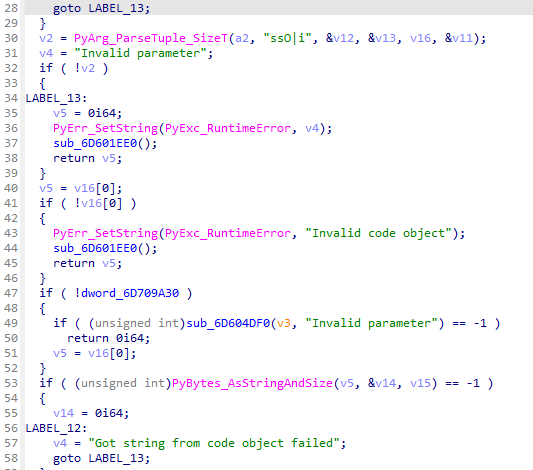 28 goto LABEL_13;
29 }
30 v2 = PyArg_ParseTuple_SizeT(a2, "ssO|i", &v12, &v13, v16, &v11);
31 v4 = "Invalid parameter";
32 if ( !v2 )
33 {
34 LABEL_13:
35 v5 = 0i64;
36 PyErr_SetString(PyExc_RuntimeError, v4);
37 sub_6D601EE0();
38 return v5;
39 }
40 v5 = v16[0];
41 if ( !v16[0] )
42 {
43 PyErr_SetString(PyExc_RuntimeError, "Invalid code object");
44 sub_6D601EE0();
45 return v5;
46 }
47 if ( !dword_6D709A30 )
48 {
49 if ( (unsigned int)sub_6D604DF0(v3, "Invalid parameter") == -1 )
50 return 0i64;
51 v5 = v16[0];
52 }
53 if ( (unsigned int)PyBytes_AsStringAndSize(v5, &v14, v15) == -1 )
54 {
55 v14 = 0i64;
56 LABEL_12:
57 v4 = "Got string from code object failed";
58 goto LABEL_13;